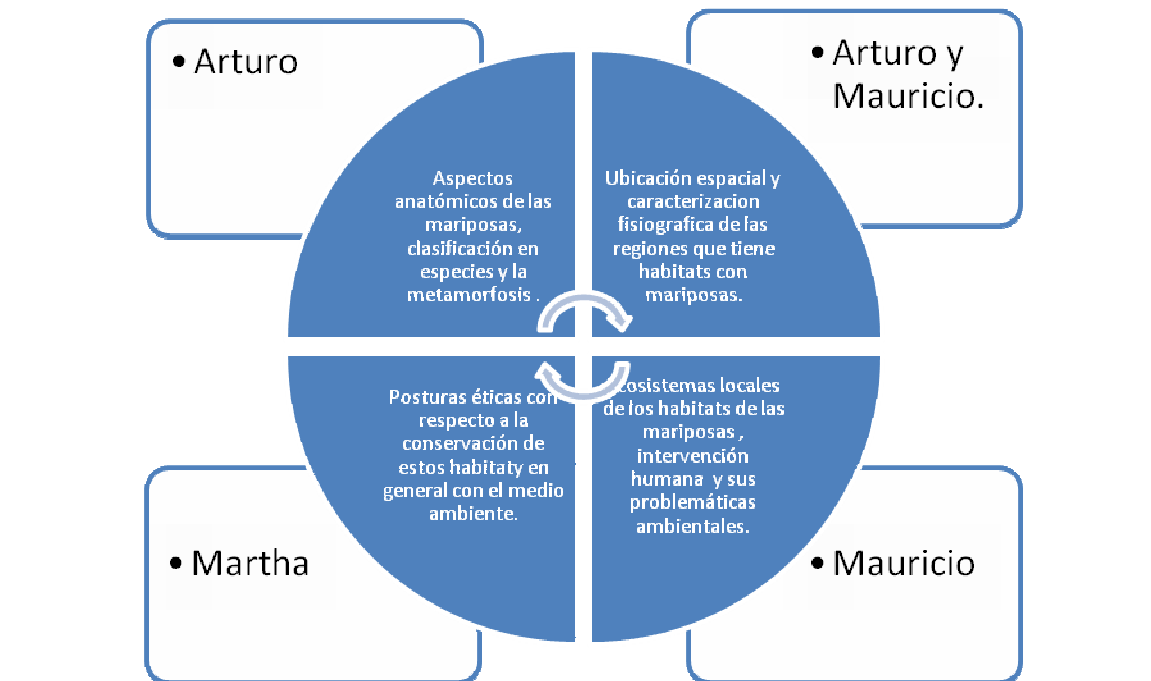 • Arturo
• Arturo y
Mauricio.
Aspectos
anatómicos de las
mariposas,
clasificación en
especies y la
metamorfosis .
Ubicación espacial y
caracterizacion
fisiografica de las
regiones que tiene
habitats con
mariposas.
Posturas éticas con
respecto a la
conservación de
estos habitaty en
general con el medio
ambiente.
cosistemas locales
de los habitats de las
mariposas ,
intervención
humana y sus
problemáticas
ambientales.
• Martha
• Mauricio